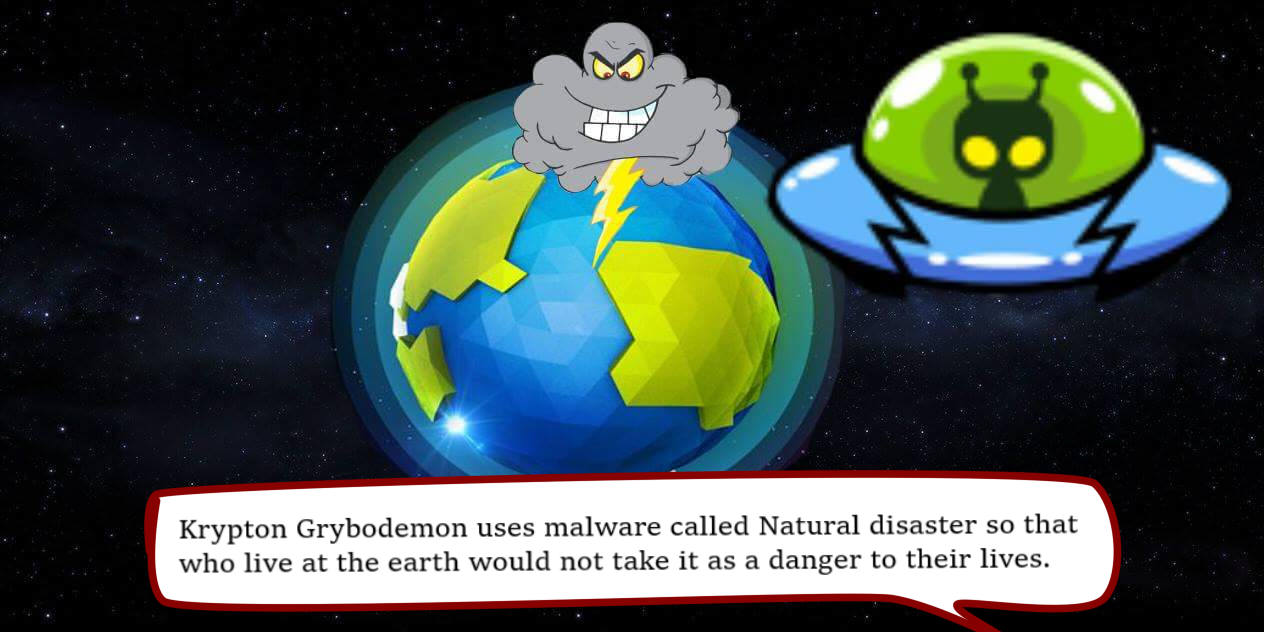 Krypton Grybodemon uses malware called Natural disaster so that
who live at the earth would not take it as a danger to their lives.